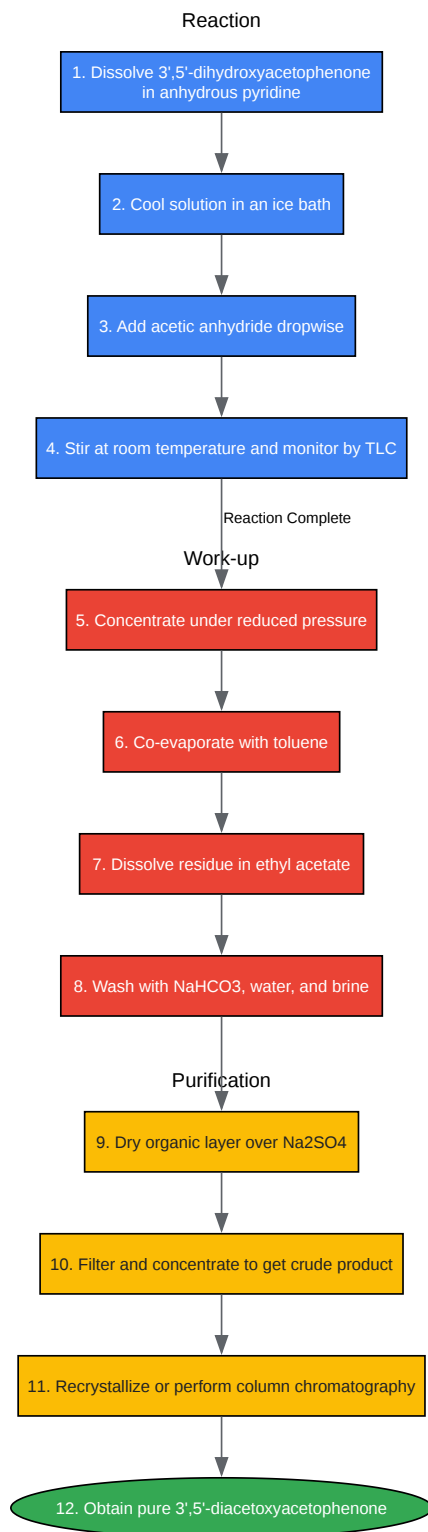 Reaction
1. Dissolve 3',5'-dihydroxyacetophenone
in anhydrous pyridine
2. Cool solution in an ice bath
3. Add acetic anhydride dropwise
4. Stir at room temperature and monitor by TLC
Reaction Complete
Work-up
5. Concentrate under reduced pressure
6. Co-evaporate with toluene
7. Dissolve residue in ethyl acetate
8. Wash with NaHCO3, water, and brine
Purification
9. Dry organic layer over Na2SO4
10. Filter and concentrate to get crude product
11. Recrystallize or perform column chromatography
12. Obtain pure 3',5'-diacetoxyacetophenone